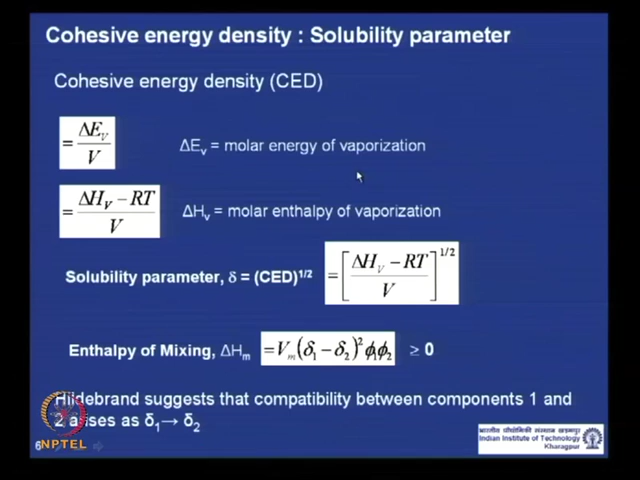 Cohesive energy density : Solubility parameter
Cohesive energy density (CED)
= ΔE_V / V
ΔE_v = molar energy of vaporization
= (ΔH_V − RT) / V
ΔH_v = molar enthalpy of vaporization
Solubility parameter, δ = (CED)^1/2 = [(ΔH_V − RT) / V]^1/2
Enthalpy of Mixing, ΔH_m = V_m(δ_1 − δ_2)^2 ϕ_1ϕ_2 ≥ 0
Hildebrand suggests that compatibility between components 1 and
2 arises as δ_1→ δ_2
6
NPTEL
भारतीय प्रौद्योगिकी संस्थान खड़गपुर
Indian Institute of Technology
Kharagpur